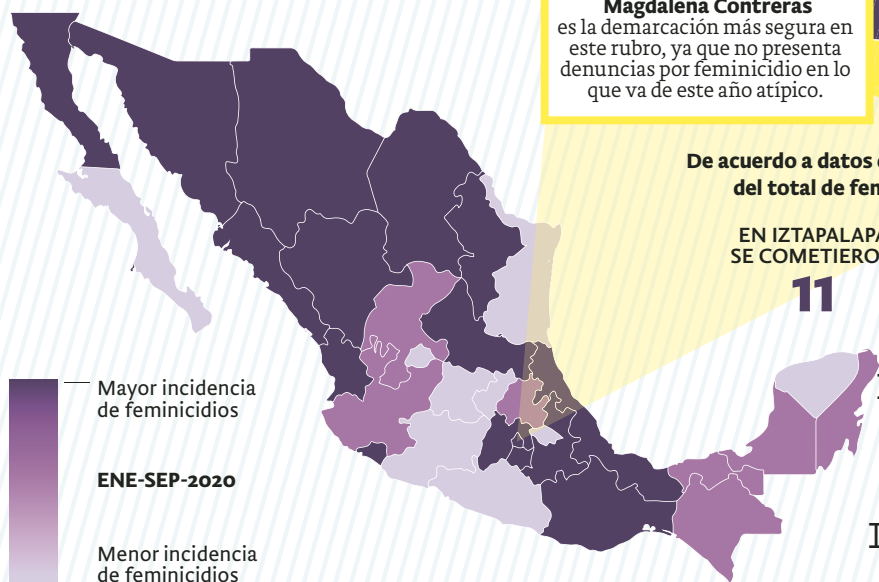 Magdalena Contreras
es la demarcación más segura en
este rubro, ya que no presenta
denuncias por feminicidio en lo
que va de este año atípico.
De acuerdo a datos
del total de
EN IZTAPALAPA
SE COMETIERO
11
Mayor incidencia
de feminicidios
ENE-SEP-2020
Menor incidencia
de feminicidios